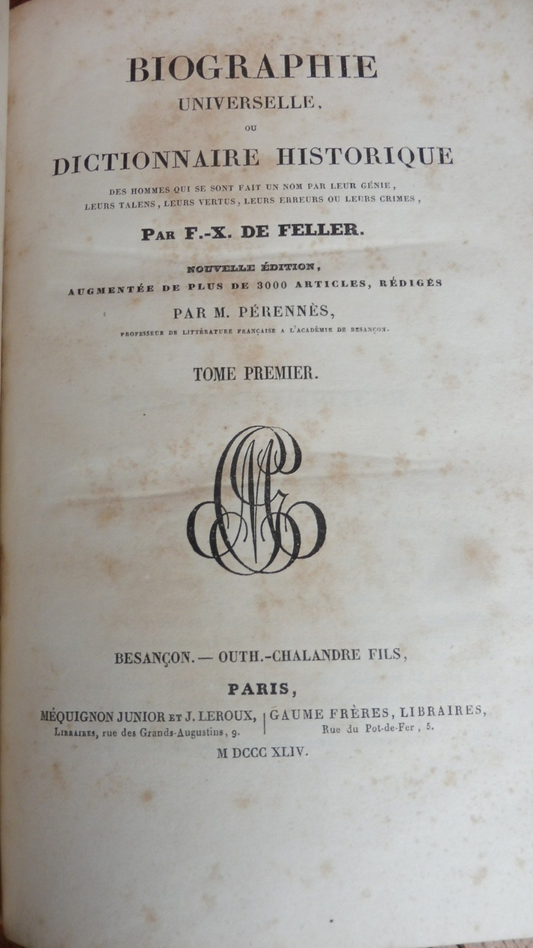 BIOGRAPHIE
UNIVERSELLE,
OU
DICTIONNAIRE HISTORIQUE
DES HOMMES QUI SE SONT FAIT UN NOM PAR LEUR GÉNIE,
LEURS TALENS, LEURS VERTUS, LEURS ERREURS OU LEURS CRIMES,
PAR F.-X. DE FELLER.
NOUVELLE ÉDITION,
AUGMENTÉE DE PLUS DE 3000 ARTICLES, RÉDIGÉS
PAR M. PÉRENNÈS,
PROFESSEUR DE LITTÉRATURE FRANÇAISE A L'ACADÉMIE DE BESANÇON.
TOME PREMIER.
BESANÇON. — OUTH.-CHALANDRE FILS,
PARIS,
MÉQUIGNON JUNIOR ET J. LEROUX,
LIBRAIRES, rue des Grands-Augustins, 9.
GAUME FRÈRES, LIBRAIRES,
Rue du Pot-de-Fer, 5.
M DCCC XLIV.